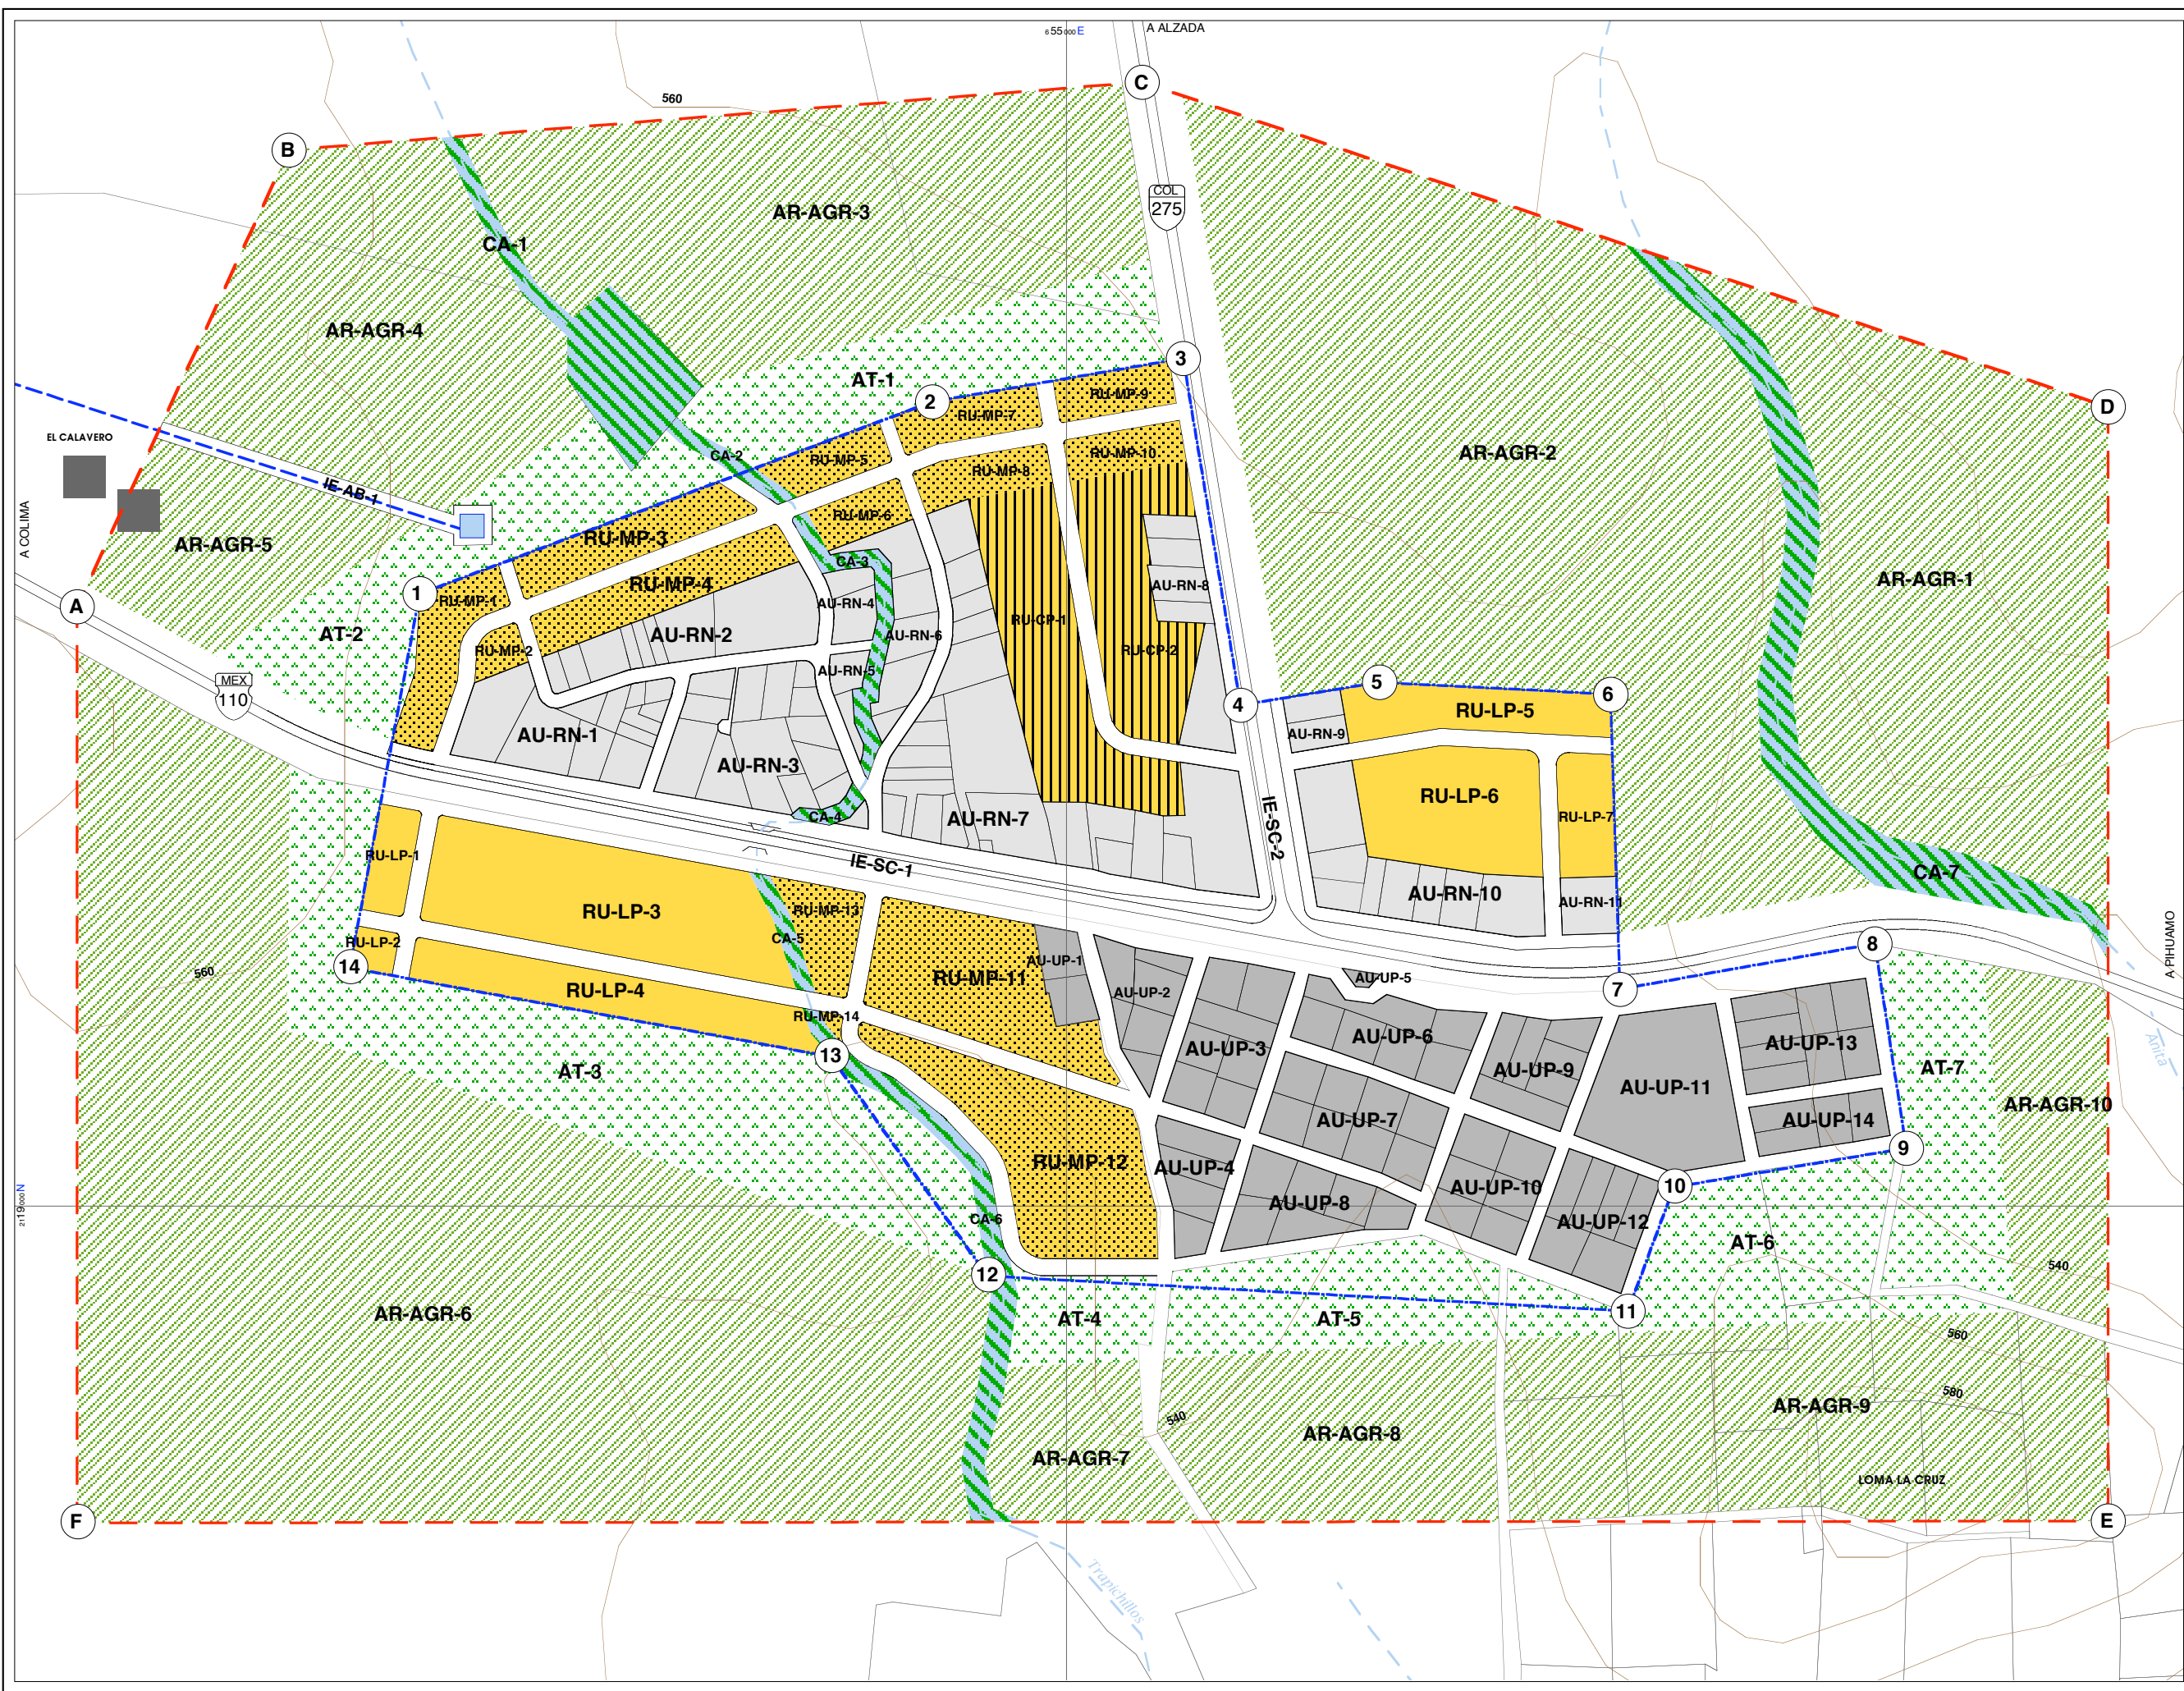 6 55 000 E
A ALZADA
C
560
B
COL
275
AR-AGR-3
CA-1
AR-AGR-4
3
AT-1
2
RU-MP-9
RU-MP-7
D
EL CALAVERO
RU-MP-10
AR-AGR-2
CA-2
RU-MP-5
RU-MP-8
IE-AB-1
RU-MP-6
A COLIMA
AR-AGR-5
RU-MP-3
CA-3
AR-AGR-1
RU-MP-4
AU-RN-8
1
RU-MP-1
AU-RN-4
A
RU-CP-1
AT-2
AU-RN-2
AU-RN-6
RU-MP-2
RU-CP-2
AU-RN-5
MEX
110
5
6
4
RU-LP-5
AU-RN-1
AU-RN-9
AU-RN-3
RU-LP-6
CA-4
AU-RN-7
RU-LP-7
IE-SC-2
RU-LP-1
IE-SC-1
CA-7
AU-RN-10
AU-RN-11
RU-LP-3
RU-MP-13
CA-5
RU-LP-2
8
A PIHUAMO
14
560
AU-UP-1
RU-MP-11
AU-UP-5
RU-LP-4
AU-UP-2
7
RU-MP-14
AU-UP-6
AU-UP-13
13
AU-UP-3
Anita
AT-3
AU-UP-9
AT-7
AU-UP-11
AR-AGR-10
AU-UP-7
AU-UP-14
9
RU-MP-12
AU-UP-4
10
AU-UP-10
21 19 000 N
AU-UP-8
CA-6
AU-UP-12
AT-6
540
12
11
AR-AGR-6
AT-4
AT-5
560
580
AR-AGR-9
540
AR-AGR-8
AR-AGR-7
LOMA LA CRUZ
F
E
Trapichillos